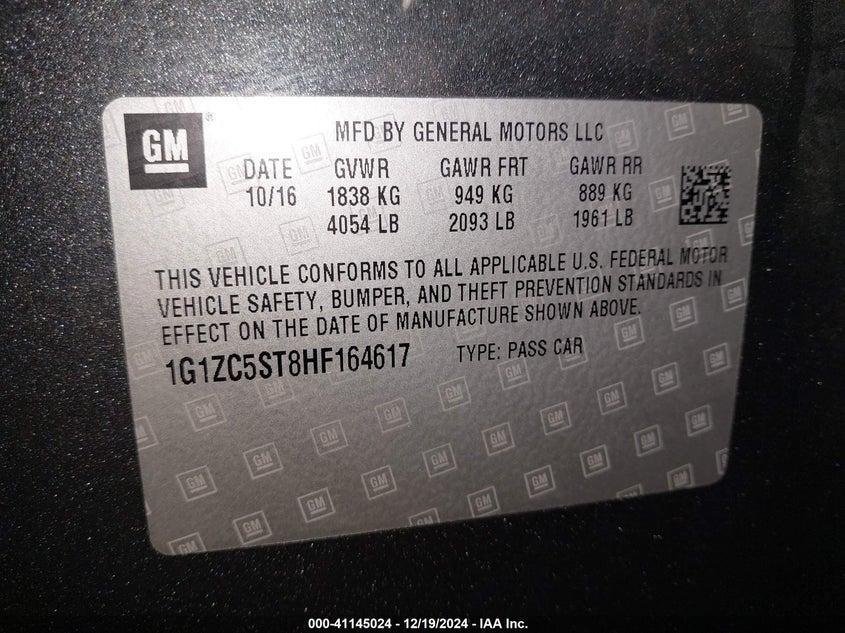 GM
®
MFD BY GENERAL MOTORS LLC
DATE GVWR GAWR FRT GAWR RR
10/16 1838 KG 949 KG 889 KG
4054 LB 2093 LB 1961 LB
THIS VEHICLE CONFORMS TO ALL APPLICABLE U.S. FEDERAL MOTOR
VEHICLE SAFETY, BUMPER, AND THEFT PREVENTION STANDARDS IN
EFFECT ON THE DATE OF MANUFACTURE SHOWN ABOVE.
1G1ZC5ST8HF164617 TYPE: PASS CAR
000-41145024 - 12/19/2024 - IAA Inc.